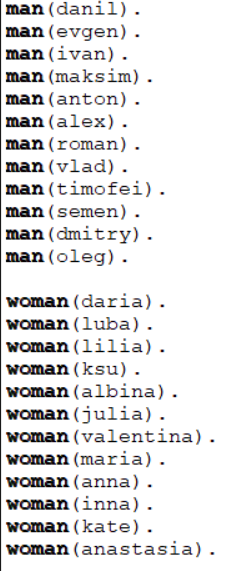 man(danil).
man(evgen).
man(ivan).
man(maksim).
man(anton).
man(alex).
man(roman).
man(vlad).
man(timofei).
man(semen).
man(dmitry).
man(oleg).
woman(daria).
woman(luba).
woman(lilia).
woman(ksu).
woman(albina).
woman(julia).
woman(valentina).
woman(maria).
woman(anna).
woman(inna).
woman(kate).
woman(anastasia).